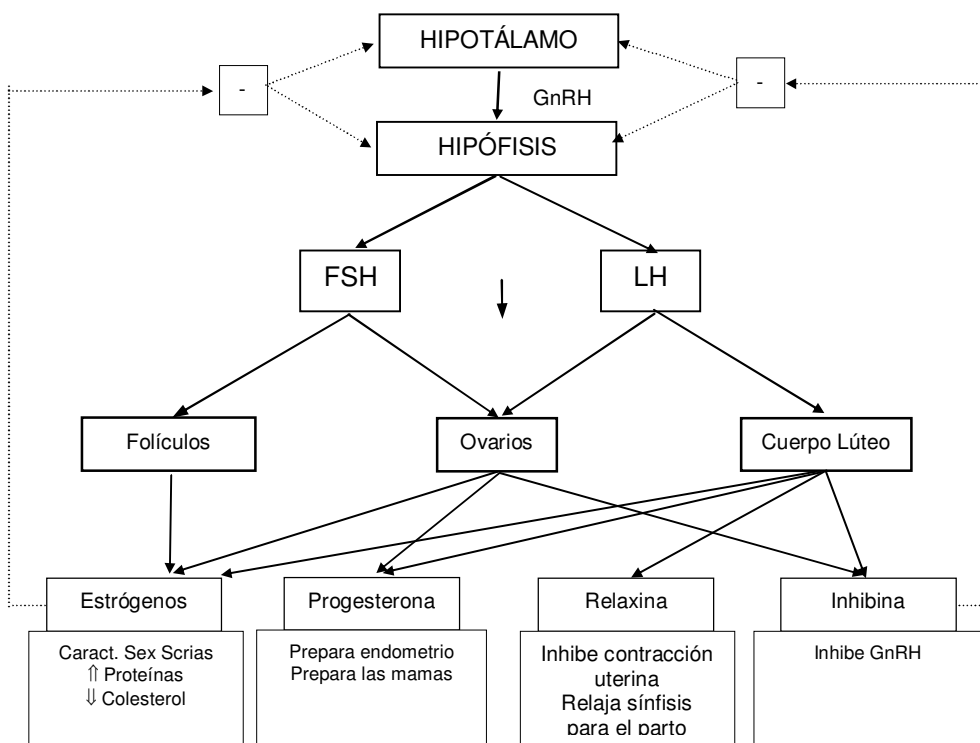 HIPOTÁLAMO
-
-
GnRH
HIPÓFISIS
FSH
LH
Folículos
Ovarios
Cuerpo Lúteo
Estrógenos
Progesterona
Relaxina
Inhibina
Caract. Sex Scrias
⇑ Proteínas
⇓ Colesterol
Prepara endometrio
Prepara las mamas
Inhibe contracción
uterina
Relaja sínfisis
para el parto
Inhibe GnRH